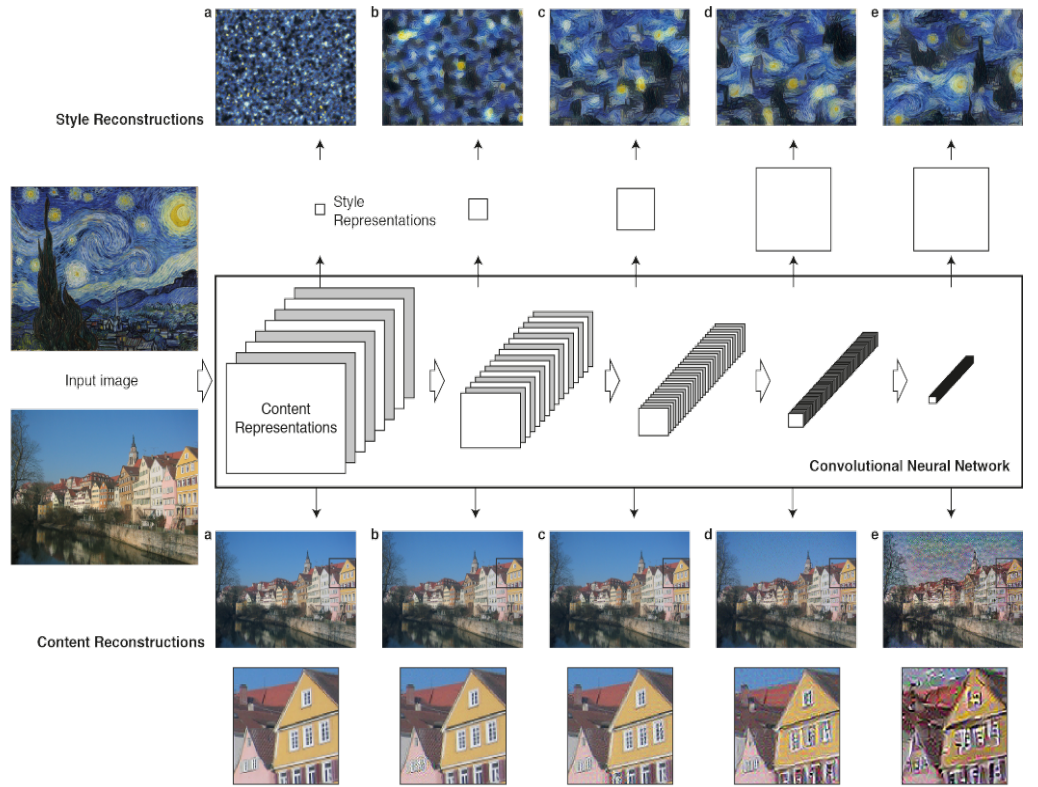 a
b
c
d
e
Style Reconstructions
Style
Representations
Input image
Content
Representations
Convolutional Neural Network
a
b
c
d
e
Content Reconstructions